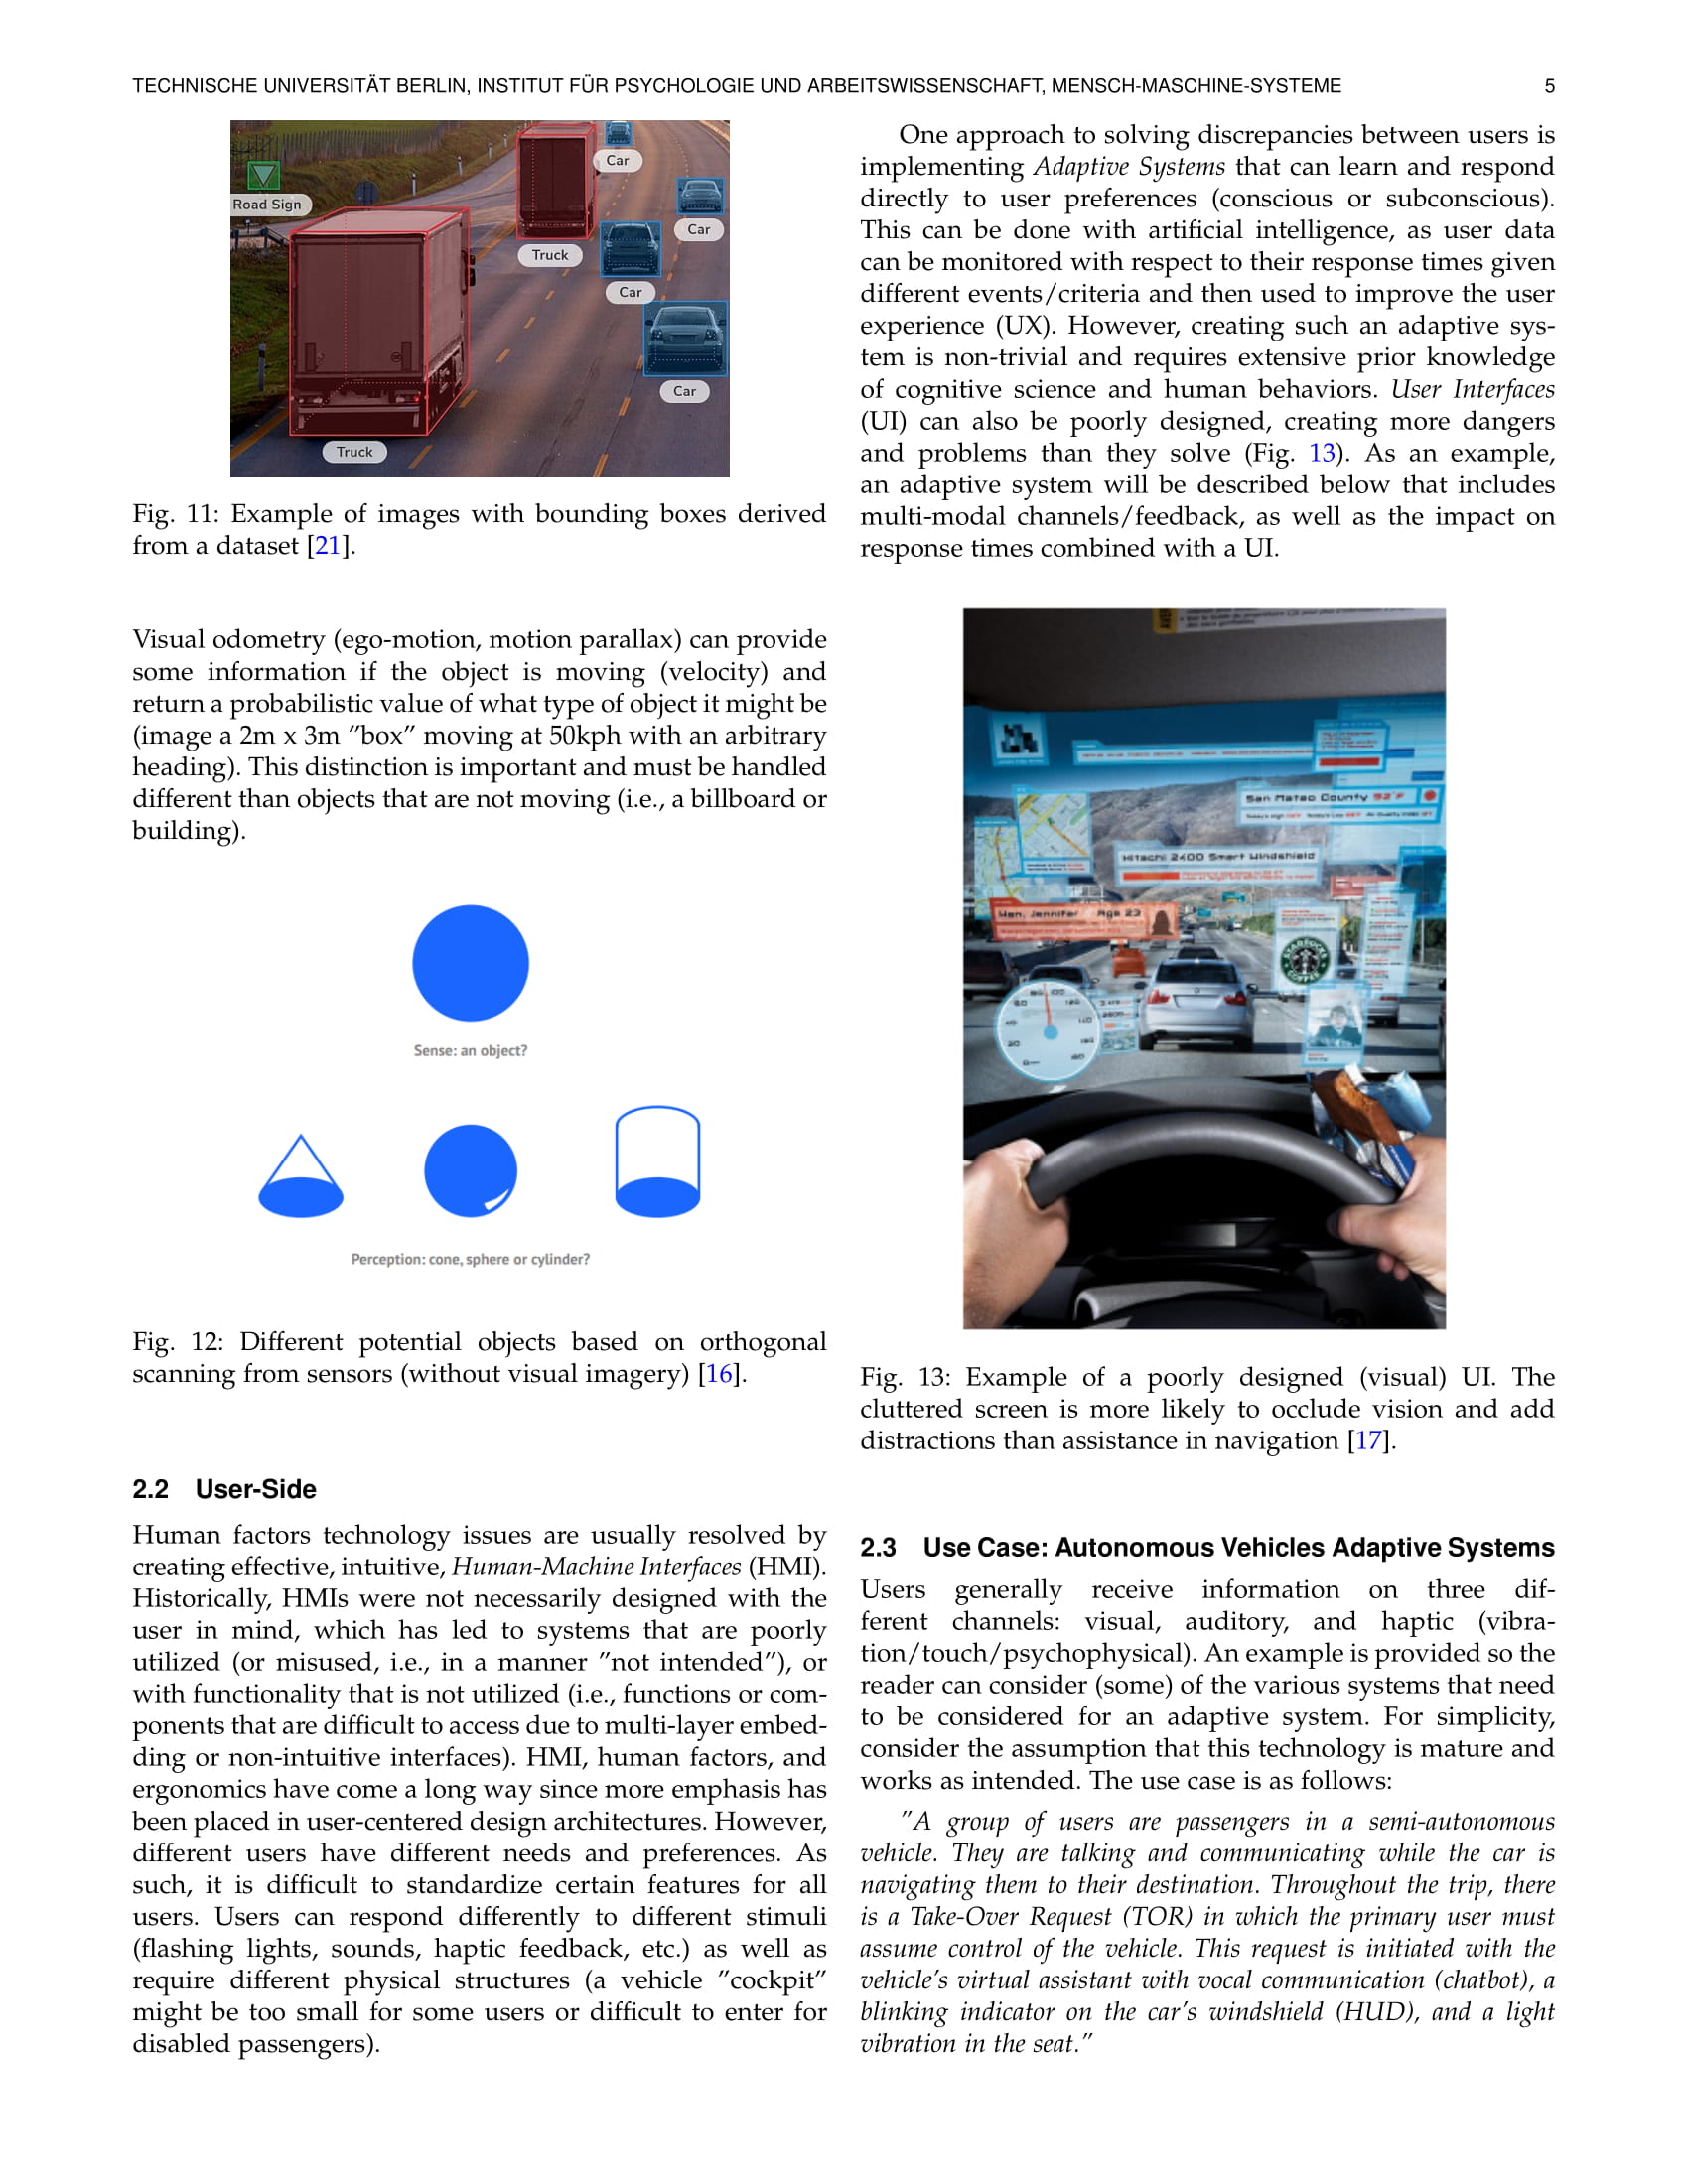 TECHNISCHE UNIVERSITÄT BERLIN, INSTITUT FÜR PSYCHOLOGIE UND ARBEITSWISSENSCHAFT, MENSCH-MASCHINE-SYSTEME 5
Road Sign
Car
Car
Truck
Car
Car
Truck
Fig. 11: Example of images with bounding boxes derived
from a dataset [21].
Visual odometry (ego-motion, motion parallax) can provide
some information if the object is moving (velocity) and
return a probabilistic value of what type of object it might be
(image a 2m x 3m ”box” moving at 50kph with an arbitrary
heading). This distinction is important and must be handled
different than objects that are not moving (i.e., a billboard or
building).
Sense: an object?
Perception: cone, sphere or cylinder?
Fig. 12: Different potential objects based on orthogonal
scanning from sensors (without visual imagery) [16].
2.2 User-Side
Human factors technology issues are usually resolved by
creating effective, intuitive, Human-Machine Interfaces (HMI).
Historically, HMIs were not necessarily designed with the
user in mind, which has led to systems that are poorly
utilized (or misused, i.e., in a manner ”not intended”), or
with functionality that is not utilized (i.e., functions or com-
ponents that are difficult to access due to multi-layer embed-
ding or non-intuitive interfaces). HMI, human factors, and
ergonomics have come a long way since more emphasis has
been placed in user-centered design architectures. However,
different users have different needs and preferences. As
such, it is difficult to standardize certain features for all
users. Users can respond differently to different stimuli
(flashing lights, sounds, haptic feedback, etc.) as well as
require different physical structures (a vehicle ”cockpit”
might be too small for some users or difficult to enter for
disabled passengers).
One approach to solving discrepancies between users is
implementing Adaptive Systems that can learn and respond
directly to user preferences (conscious or subconscious).
This can be done with artificial intelligence, as user data
can be monitored with respect to their response times given
different events/criteria and then used to improve the user
experience (UX). However, creating such an adaptive sys-
tem is non-trivial and requires extensive prior knowledge
of cognitive science and human behaviors. User Interfaces
(UI) can also be poorly designed, creating more dangers
and problems than they solve (Fig. 13). As an example,
an adaptive system will be described below that includes
multi-modal channels/feedback, as well as the impact on
response times combined with a UI.
San Mateo County 92°F
Hitachi 2400 Smart Windshield
Han, Jennifer Age 23
Fig. 13: Example of a poorly designed (visual) UI. The
cluttered screen is more likely to occlude vision and add
distractions than assistance in navigation [17].
2.3 Use Case: Autonomous Vehicles Adaptive Systems
Users generally receive information on three dif-
ferent channels: visual, auditory, and haptic (vibra-
tion/touch/psychophysical). An example is provided so the
reader can consider (some) of the various systems that need
to be considered for an adaptive system. For simplicity,
consider the assumption that this technology is mature and
works as intended. The use case is as follows:
”A group of users are passengers in a semi-autonomous
vehicle. They are talking and communicating while the car is
navigating them to their destination. Throughout the trip, there
is a Take-Over Request (TOR) in which the primary user must
assume control of the vehicle. This request is initiated with the
vehicle’s virtual assistant with vocal communication (chatbot), a
blinking indicator on the car’s windshield (HUD), and a light
vibration in the seat.”